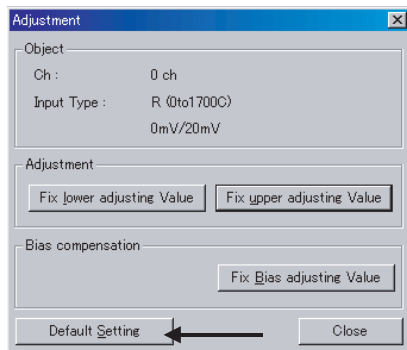 Adjustment
Object
Ch : 0 ch
Input Type : R (0to1700C)
0mV/20mV
Adjustment
Fix lower adjusting Value Fix upper adjusting Value
Bias compensation
Fix Bias adjusting Value
Default Setting Close